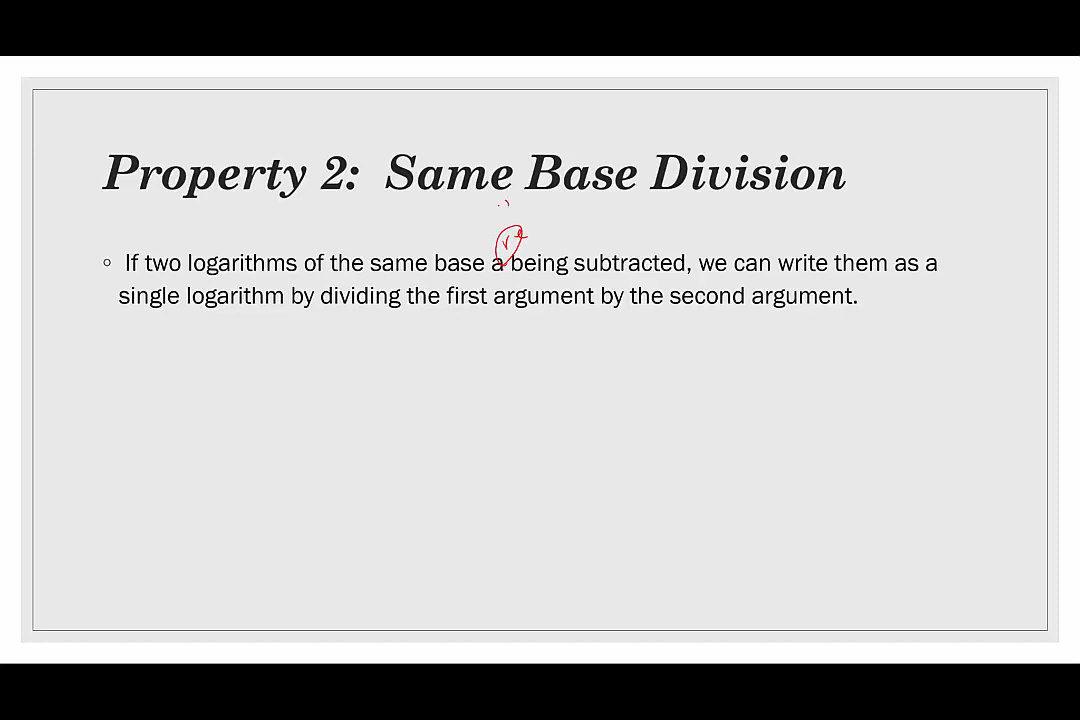 Property 2: Same Base Division
re
◦ If two logarithms of the same base a being subtracted, we can write them as a
single logarithm by dividing the first argument by the second argument.